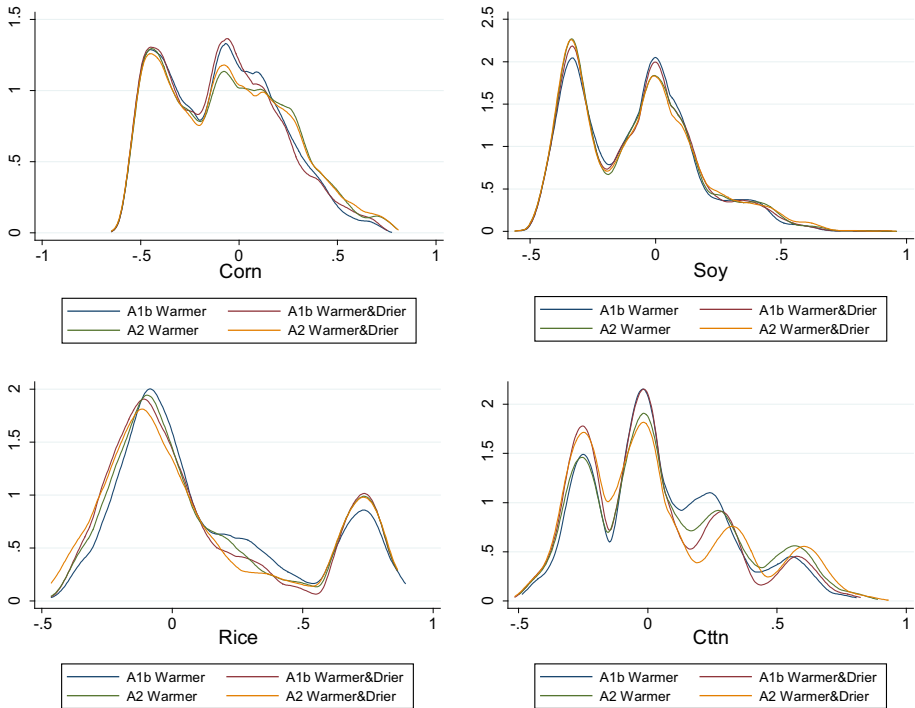 1.5
1
.5
0
-1 -.5 0 .5 1
Corn
A1b Warmer A1b Warmer&Drier
A2 Warmer A2 Warmer&Drier
2.5
2
1.5
1
.5
0
-.5 0 .5 1
Soy
A1b Warmer A1b Warmer&Drier
A2 Warmer A2 Warmer&Drier
2
1.5
1
.5
0
-.5 0 .5 1
Rice
A1b Warmer A1b Warmer&Drier
A2 Warmer A2 Warmer&Drier
2
1.5
1
.5
0
-.5 0 .5 1
Cttn
A1b Warmer A1b Warmer&Drier
A2 Warmer A2 Warmer&Drier